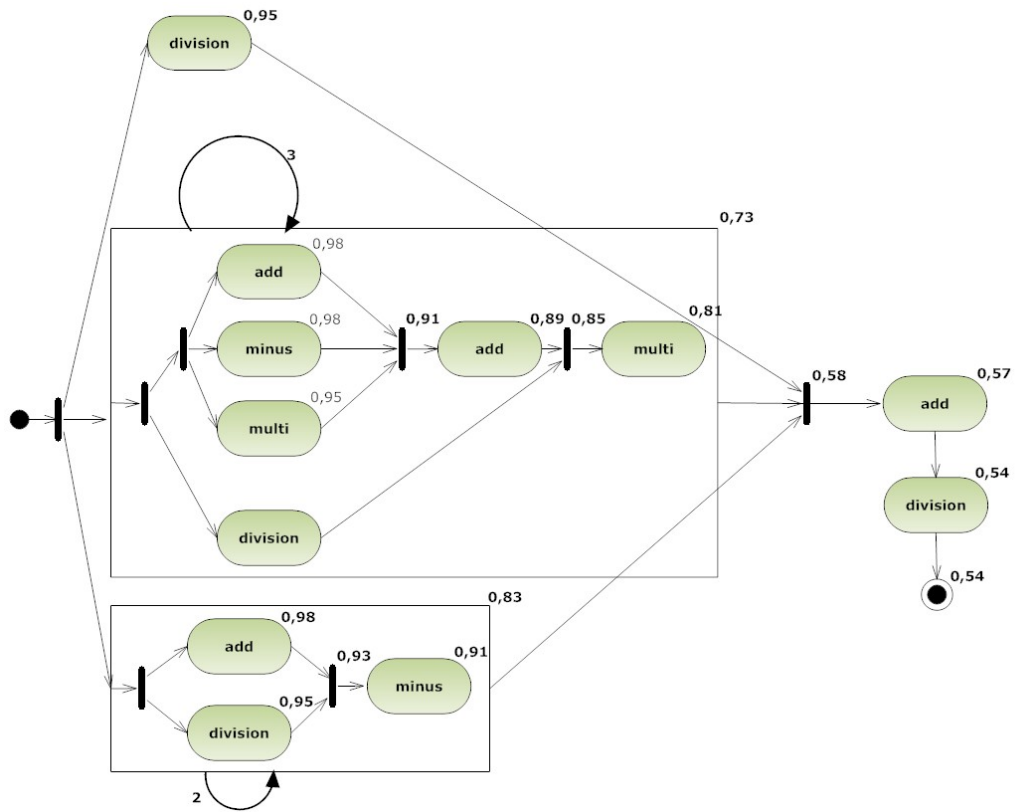 0,95
division
3
0,73
0,98
add
0,98
minus
0,91
add
0,89
0,85
multi
0,81
0,95
multi
division
0,58
0,57
add
0,54
division
0,54
0,83
0,98
add
0,93
0,91
minus
0,95
division
2